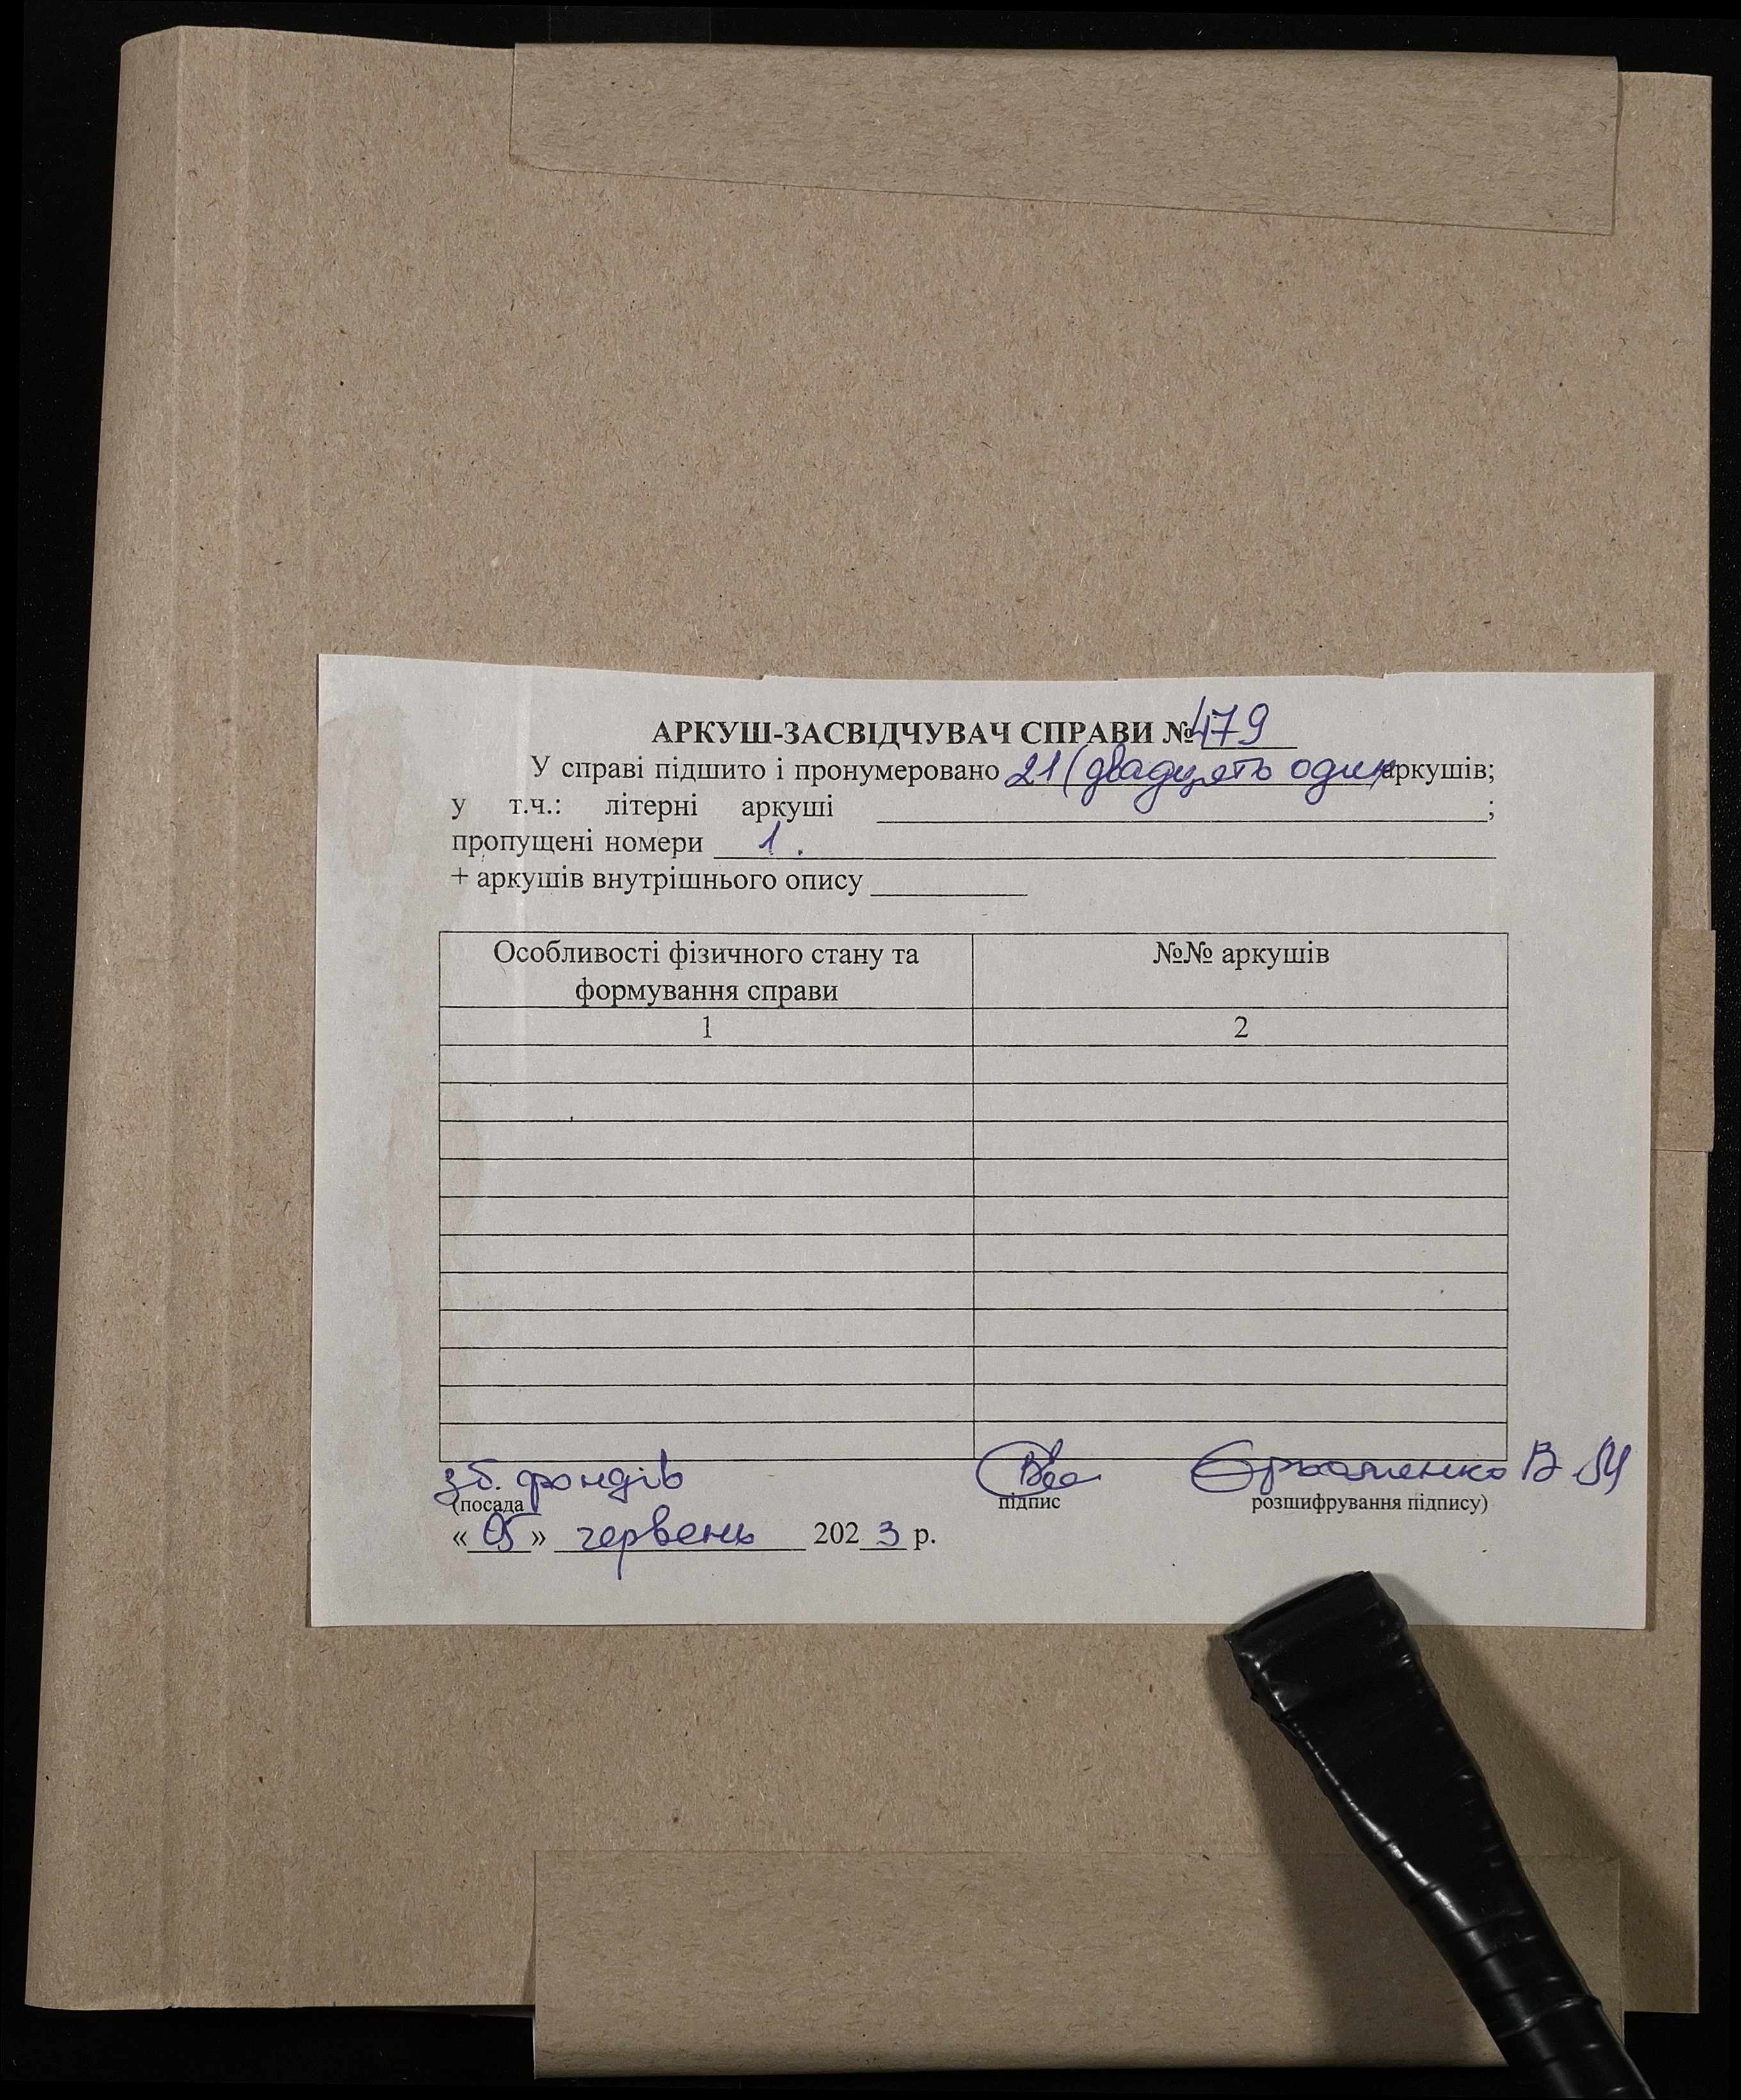 АРКУШ-ЗАСВІДЧУВАЧ СПРАВИ № 479
У справі підшито і пронумеровано 21 (двадцять один аркушів;
у т.ч.: літерні аркуші ;
пропущені номери 1.
+ аркушів внутрішнього опису
Особливості фізичного стану та формування справи
№№ аркушів
1 2
зб. фондів
(посада підпис розшифрування підпису)
« 05 » червень 2023 р.